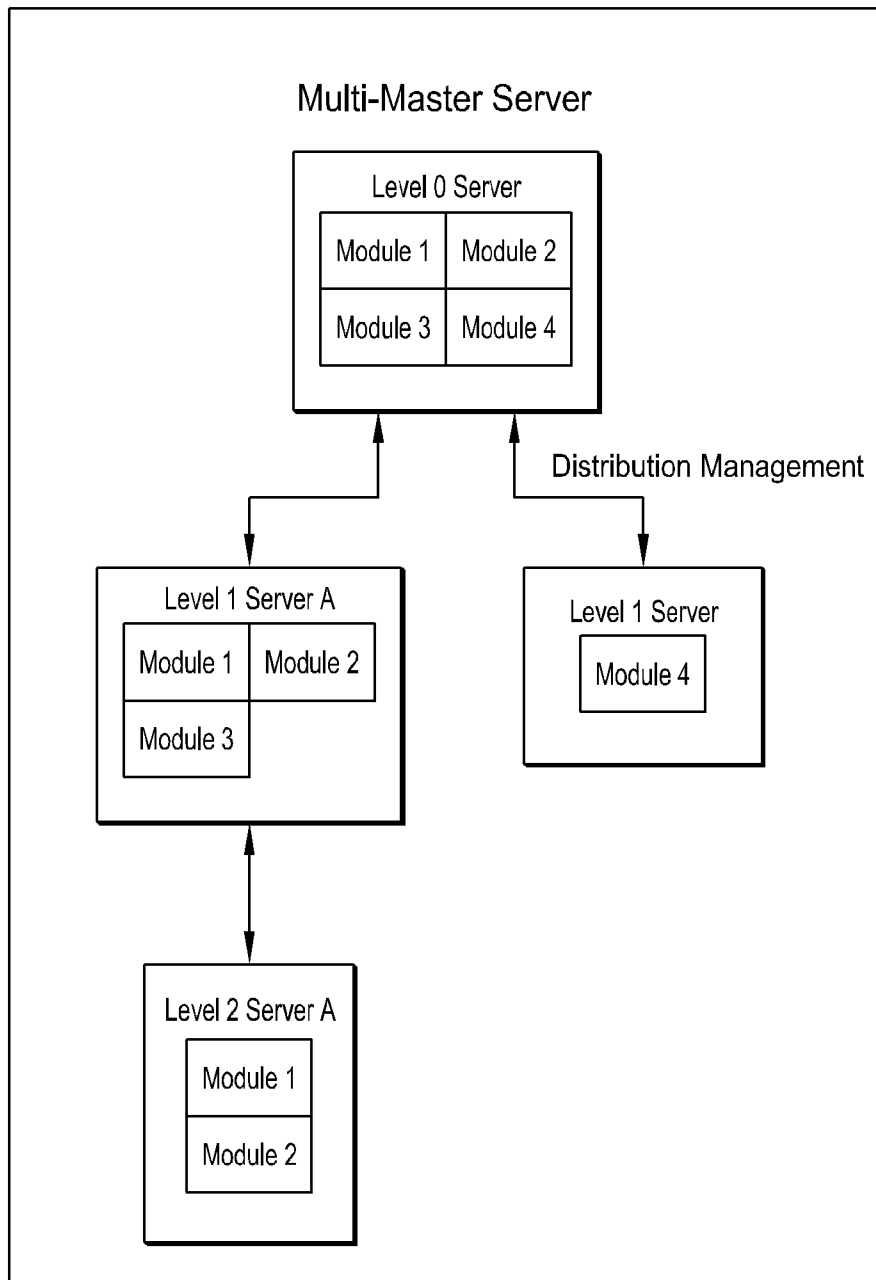 Multi-Master Server
Level 0 Server
Module 1 Module 2
Module 3 Module 4
Distribution Management
Level 1 Server A
Module 1 Module 2
Module 3
Level 1 Server
Module 4
Level 2 Server A
Module 1
Module 2